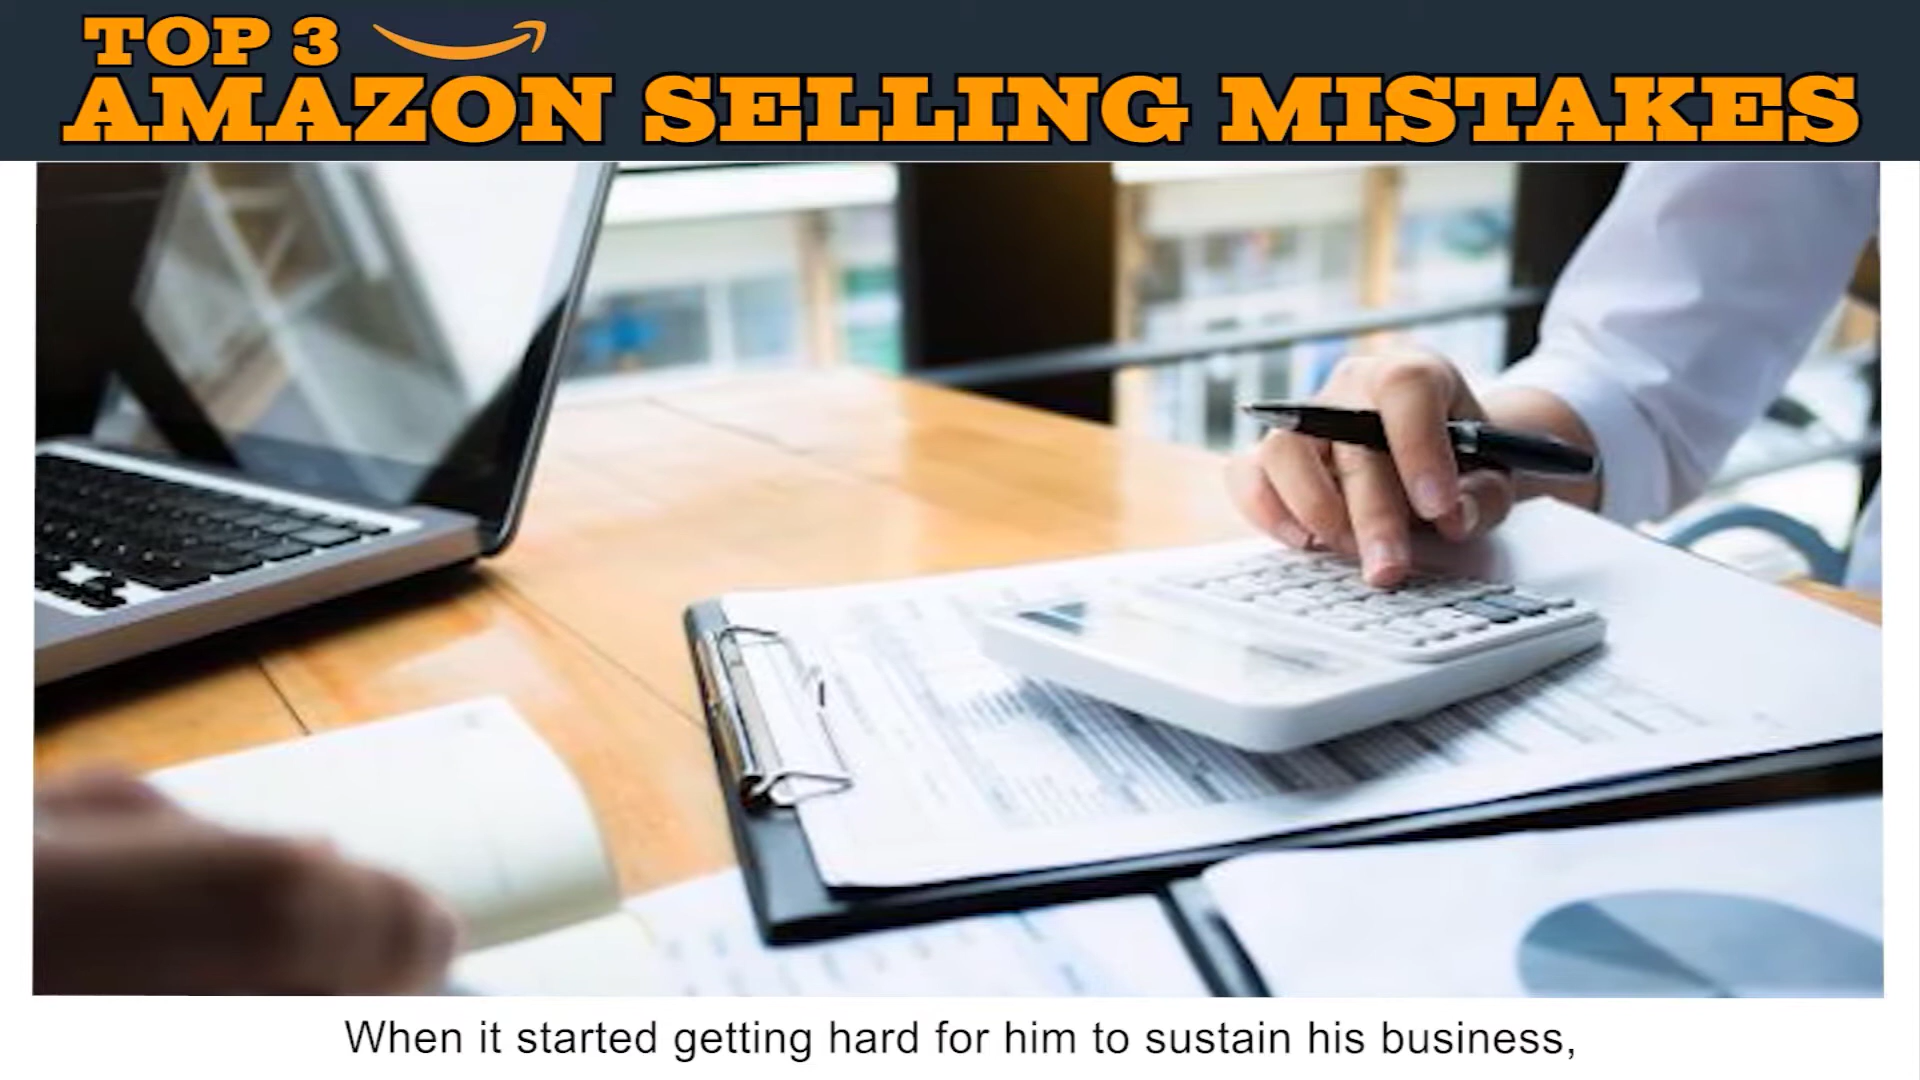 TOP 3
AMAZON SELLING MISTAKES
When it started getting hard for him to sustain his business,